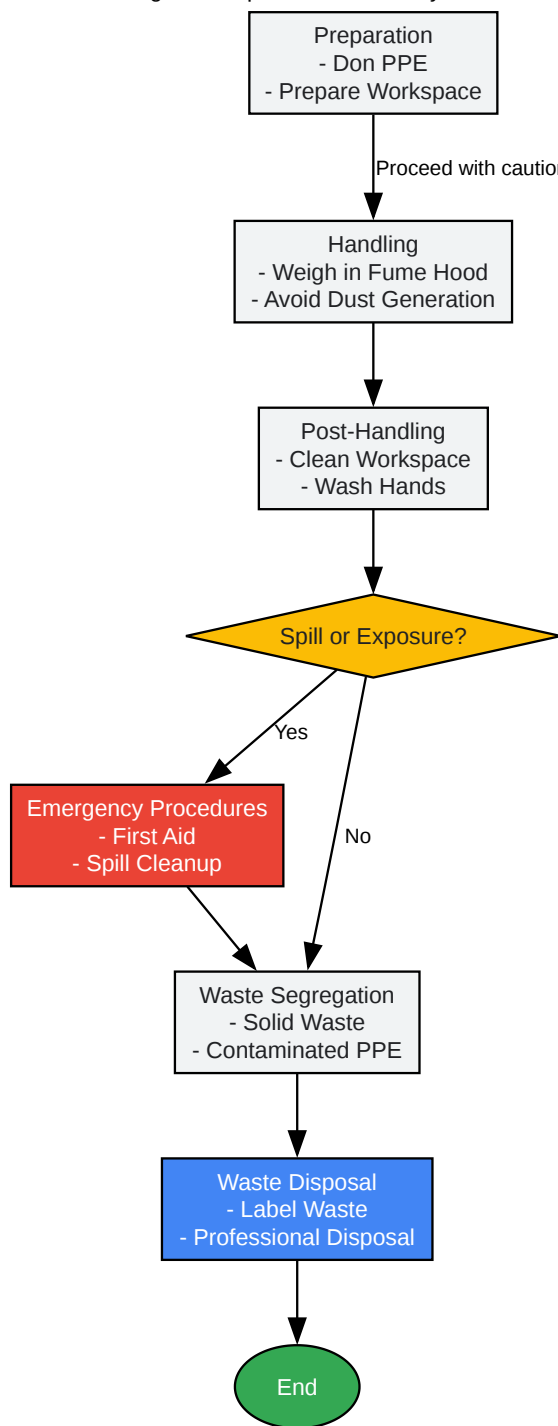 Preparation
- Don PPE
- Prepare Workspace
Proceed with caution
Handling
- Weigh in Fume Hood
- Avoid Dust Generation
Post-Handling
- Clean Workspace
- Wash Hands
Spill or Exposure?
Yes
No
Emergency Procedures
- First Aid
- Spill Cleanup
Waste Segregation
- Solid Waste
- Contaminated PPE
Waste Disposal
- Label Waste
- Professional Disposal
End